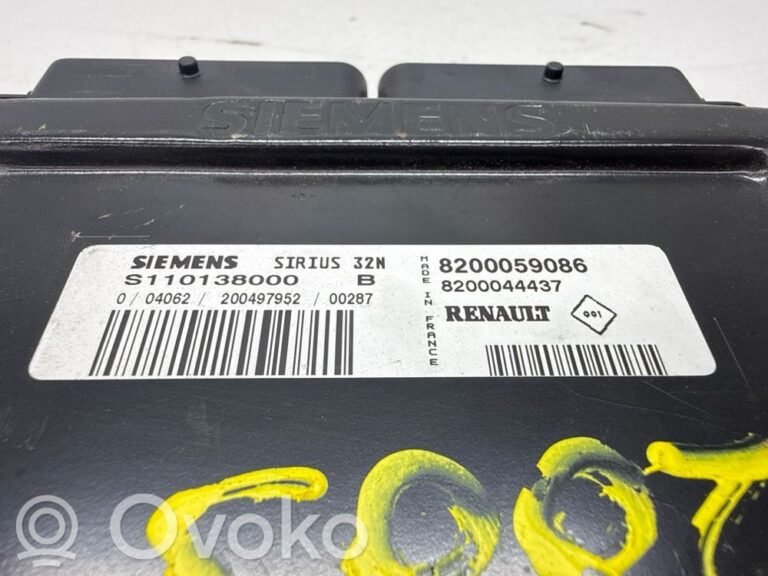 SIEMENS
SIEMENS SIRIUS 32N
S110138000 B
0 / 04062 / 200497952 / 00287
MADE IN FRANCE
8200059086
8200044437
RENAULT 001
Ovoko